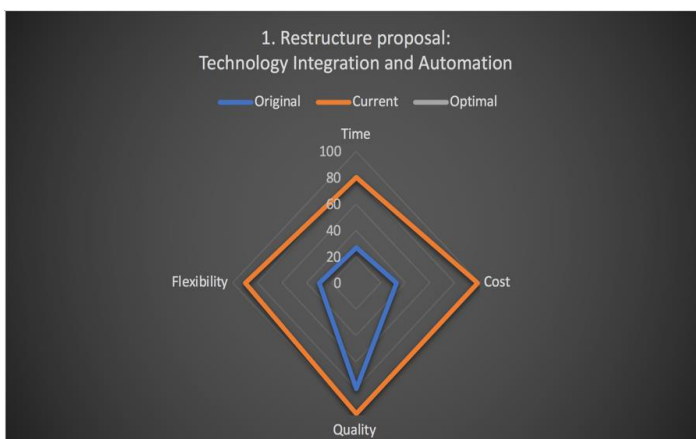 1. Restructure proposal:
Technology Integration and Automation
Original Current Optimal
Time
100
80
60
40
20
0
Flexibility
Cost
Quality